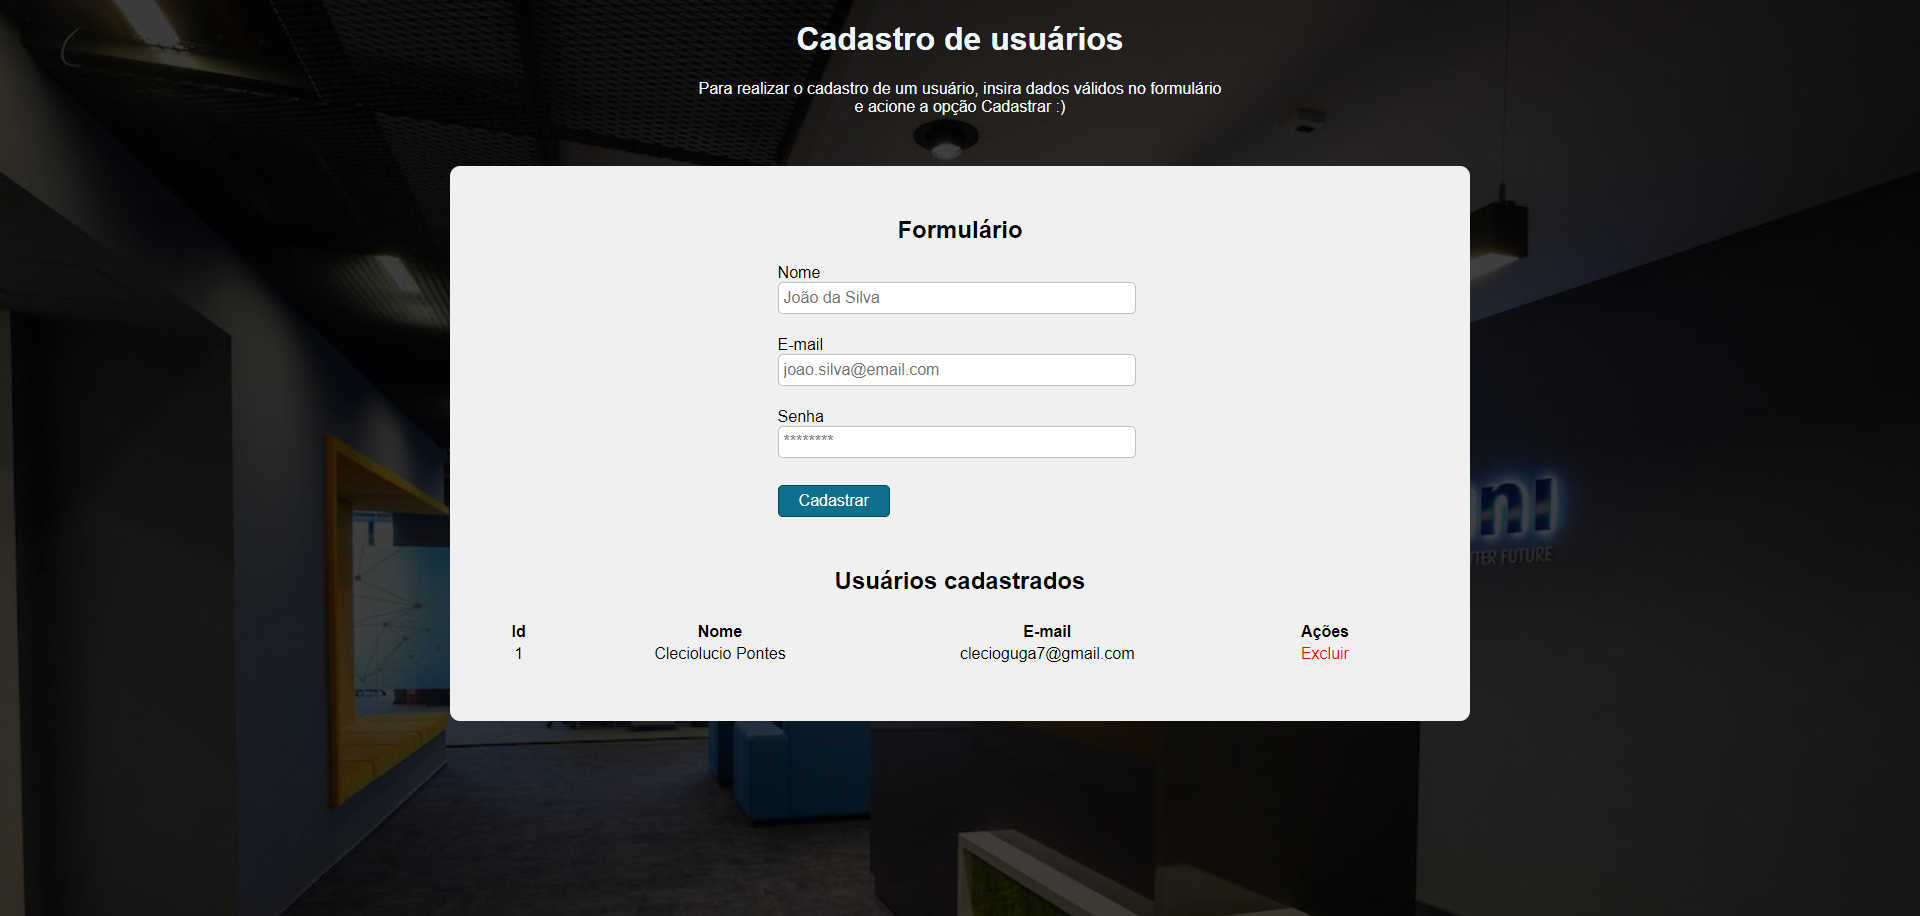 Cadastro de usuários
Para realizar o cadastro de um usuário, insira dados válidos no formulário
e acione a opção Cadastrar :)
Formulário
Nome
João da Silva
E-mail
joao.silva@email.com
Senha
********
Cadastrar
Usuários cadastrados
Id Nome E-mail Ações
1 Cleciolucio Pontes clecioguga7@gmail.com Excluir
FUTURE